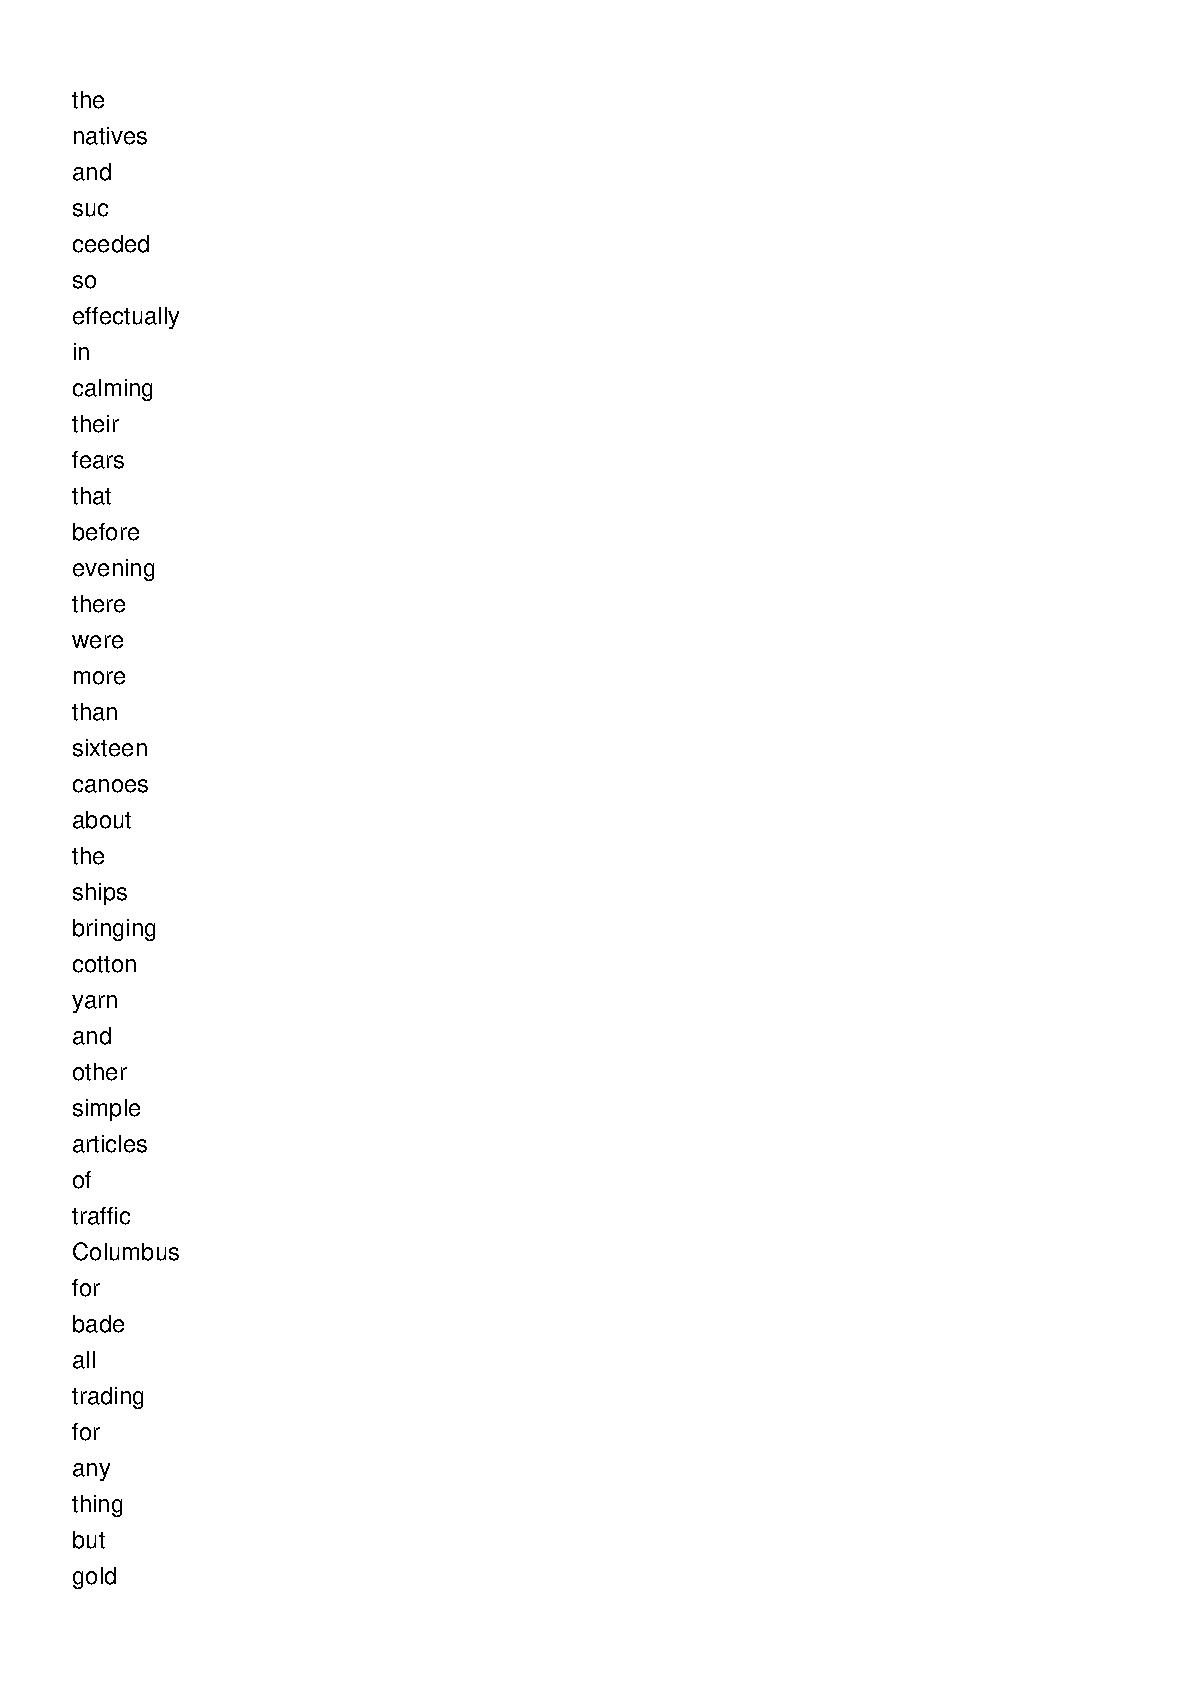 the
natives
and
suc
ceeded
so
effectually
in
calming
their
fears
that
before
evening
there
were
more
than
sixteen
canoes
about
the
ships
bringing
cotton
yarn
and
other
simple
articles
of
traffic
Columbus
for
bade
all
trading
for
any
thing
but
gold